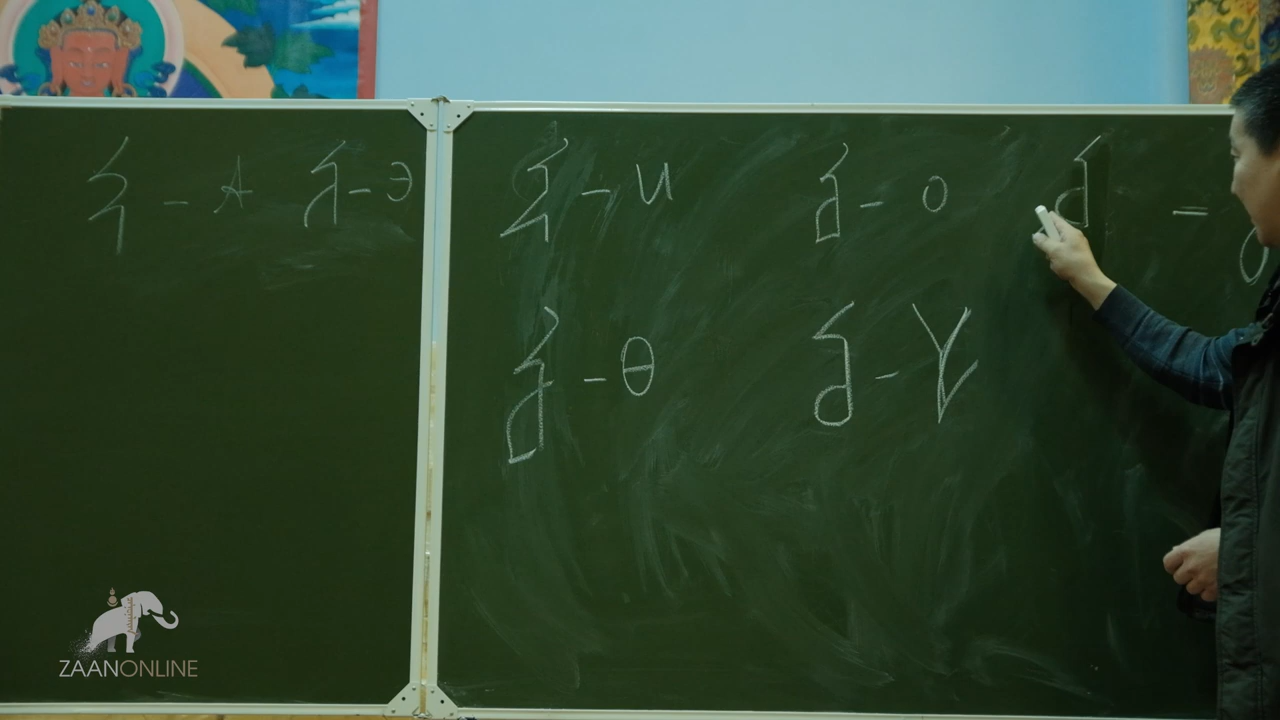 ᠠ - А ᡄ - Э ᡅ - И ᡆ - О ᡇ =
ᡈ - Ө ᡉ - Ү
ZAANONLINE